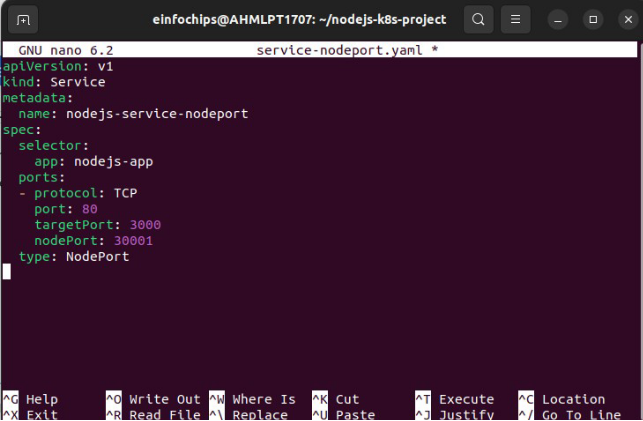 einfochips@AHMLPT1707: ~/nodejs-k8s-project
GNU nano 6.2 service-nodeport.yaml *
apiVersion: v1
kind: Service
metadata:
  name: nodejs-service-nodeport
spec:
  selector:
    app: nodejs-app
  ports:
  - protocol: TCP
    port: 80
    targetPort: 3000
    nodePort: 30001
  type: NodePort
^G Help ^O Write Out ^W Where Is ^K Cut ^T Execute ^C Location
^X Exit ^R Read File ^\ Replace ^U Paste ^J Justify ^/ Go To Line